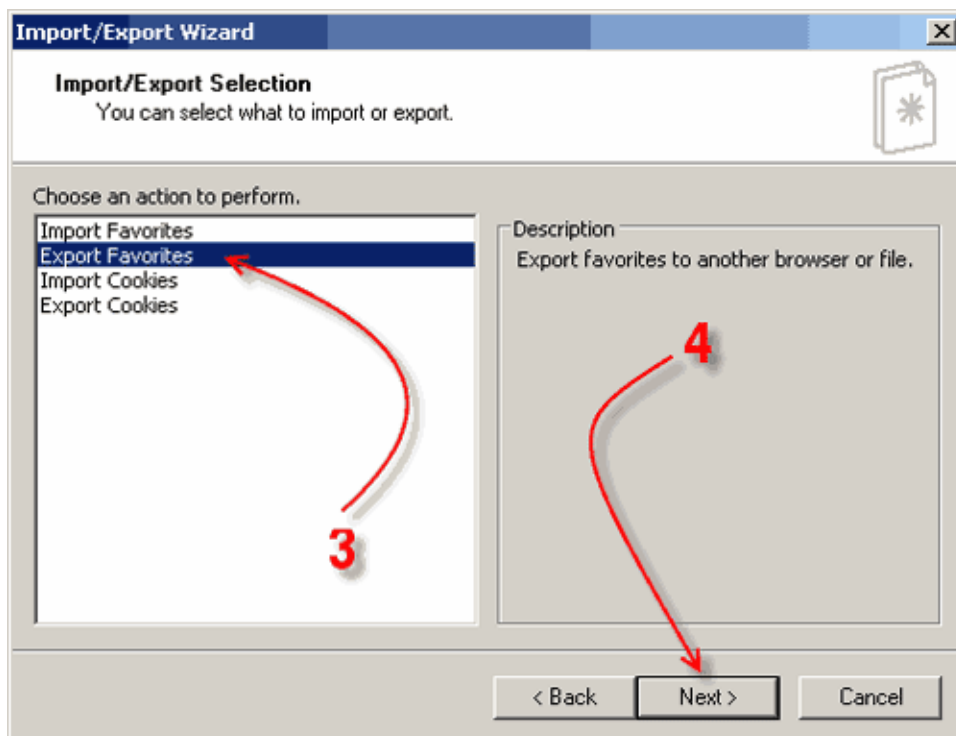 Import/Export Wizard
Import/Export Selection
You can select what to import or export.
Choose an action to perform.
Import Favorites
Export Favorites
Import Cookies
Export Cookies
Description
Export favorites to another browser or file.
3
4
< Back
Next >
Cancel